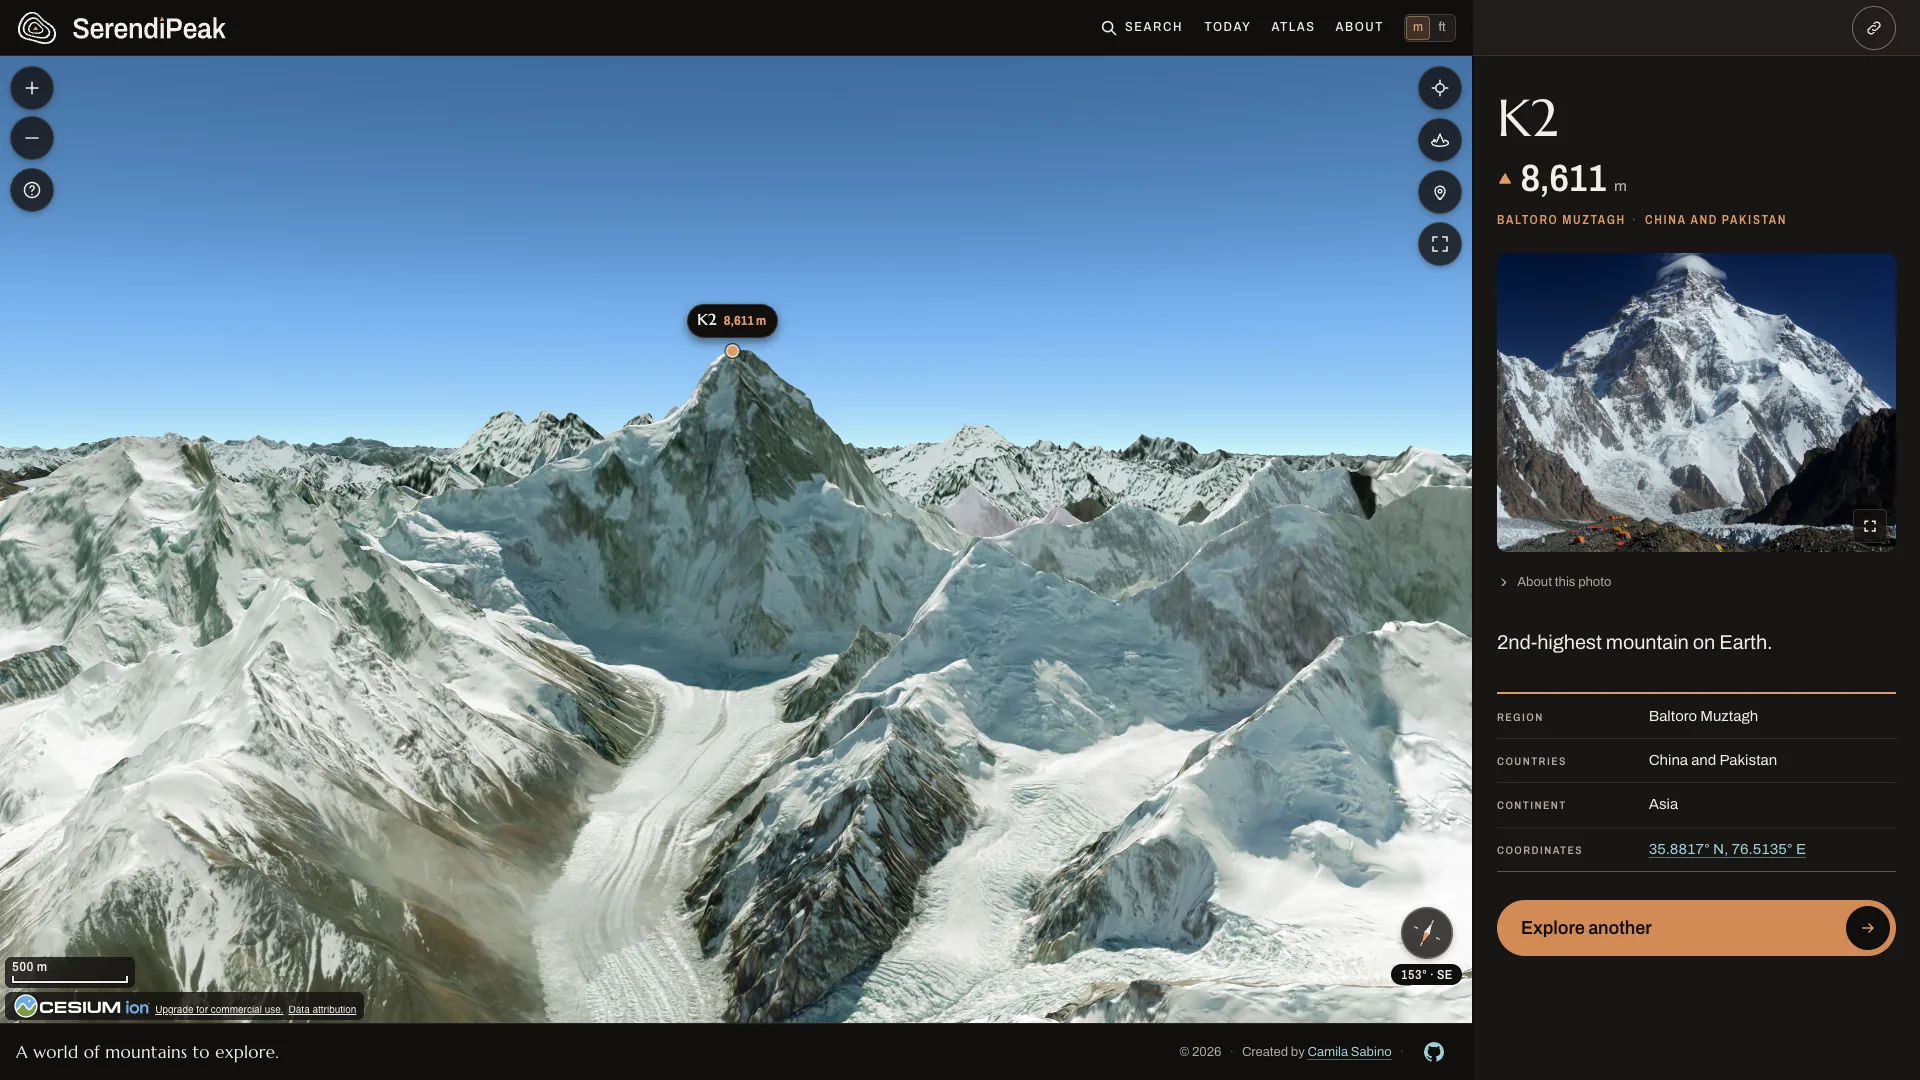 SerendiPeak
SEARCH TODAY ATLAS ABOUT m ft
K2 8,611 m
500 m
CESIUM ion Upgrade for commercial use. Data attribution
153° · SE
A world of mountains to explore.
© 2026 · Created by Camila Sabino ·
K2
8,611 m
BALTORO MUZTAGH · CHINA AND PAKISTAN
About this photo
2nd-highest mountain on Earth.
REGION Baltoro Muztagh
COUNTRIES China and Pakistan
CONTINENT Asia
COORDINATES 35.8817° N, 76.5135° E
Explore another